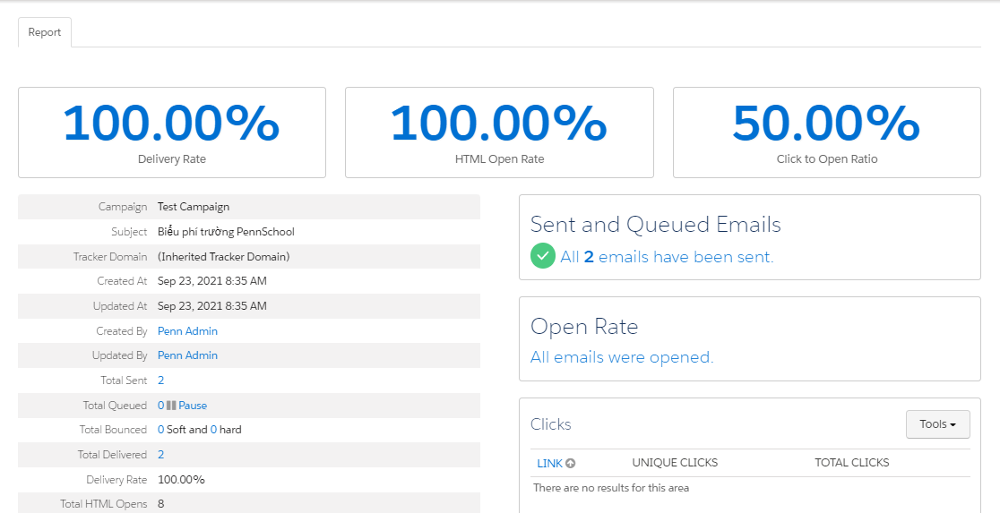 Report
100.00%
Delivery Rate
100.00%
HTML Open Rate
50.00%
Click to Open Ratio
Campaign Test Campaign
Subject Biểu phí trường PennSchool
Tracker Domain (Inherited Tracker Domain)
Created At Sep 23, 2021 8:35 AM
Updated At Sep 23, 2021 8:35 AM
Created By Penn Admin
Updated By Penn Admin
Total Sent 2
Total Queued 0 Pause
Total Bounced 0 Soft and 0 hard
Total Delivered 2
Delivery Rate 100.00%
Total HTML Opens 8
Sent and Queued Emails
All 2 emails have been sent.
Open Rate
All emails were opened.
Clicks
Tools
LINK UNIQUE CLICKS TOTAL CLICKS
There are no results for this area